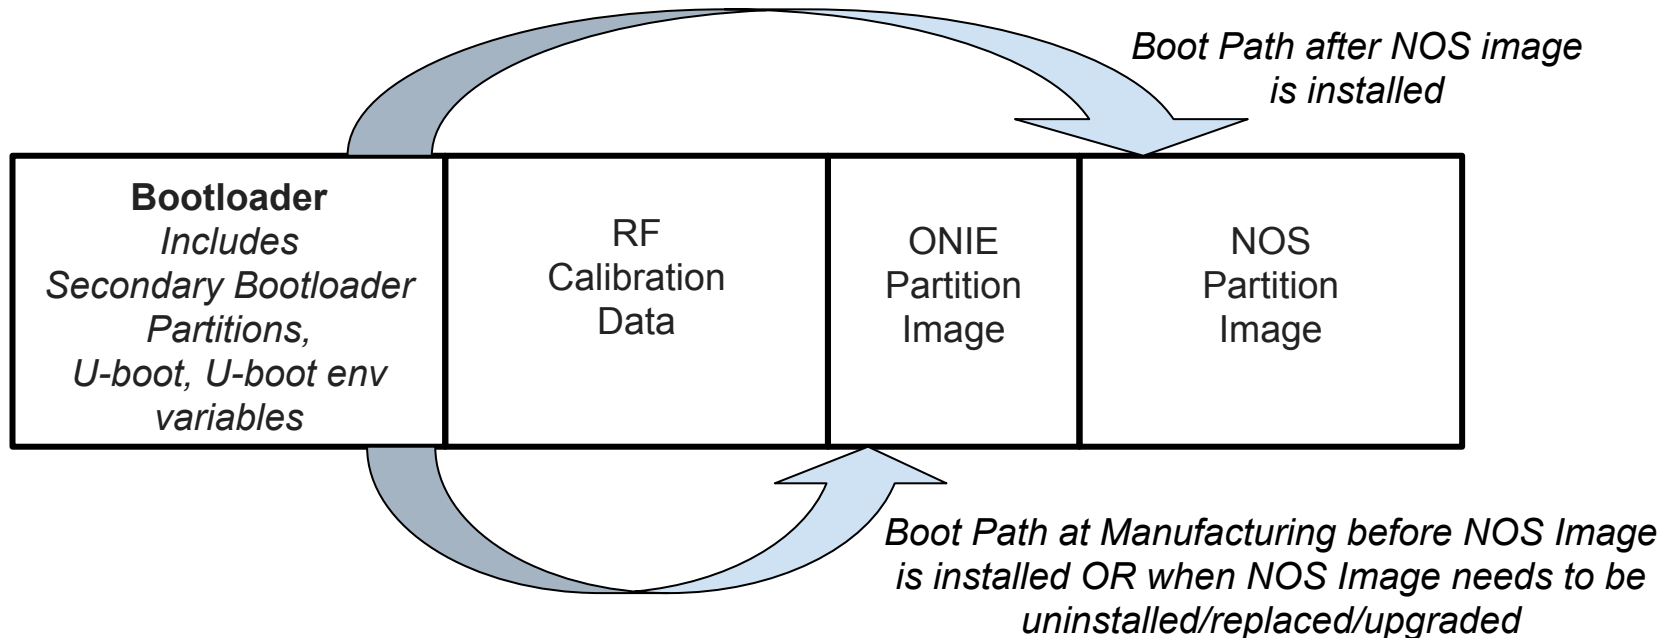 Boot Path after NOS image
is installed
Bootloader
Includes
Secondary Bootloader
Partitions,
U-boot, U-boot env
variables
RF
Calibration
Data
ONIE
Partition
Image
NOS
Partition
Image
Boot Path at Manufacturing before NOS Image
is installed OR when NOS Image needs to be
uninstalled/replaced/upgraded